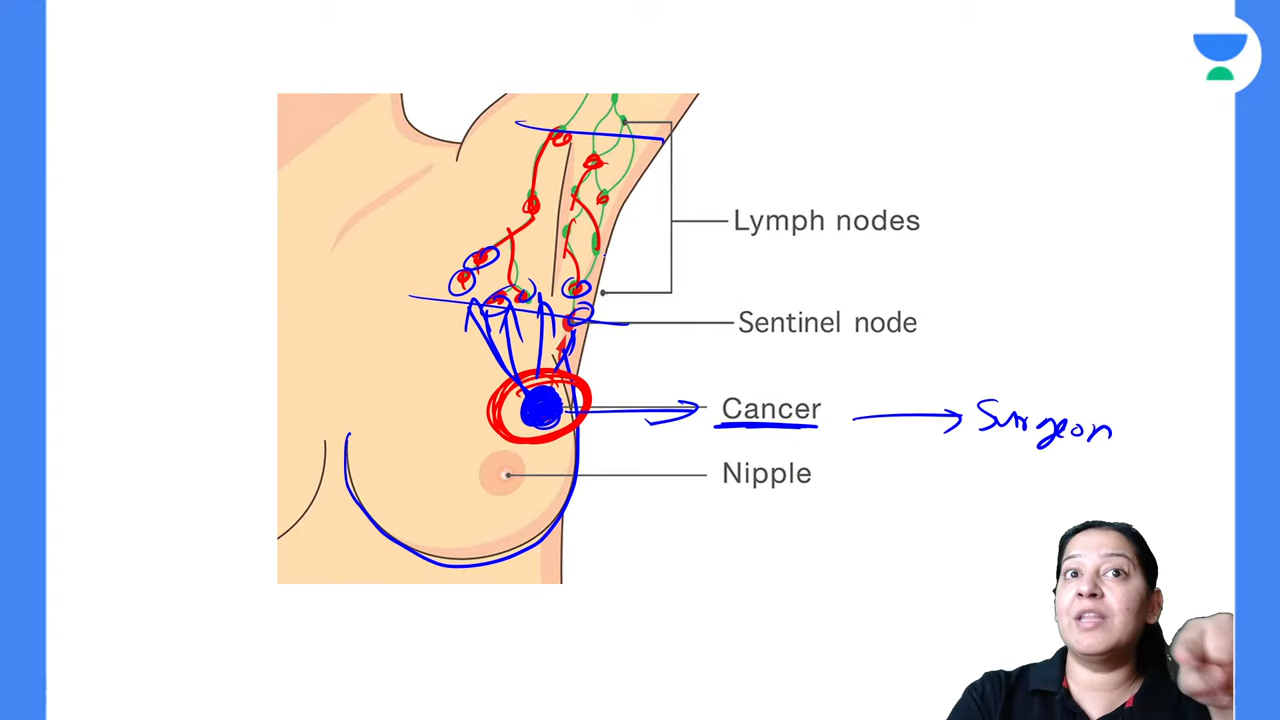 Lymph nodes
Sentinel node
Cancer
Surgeon
Nipple